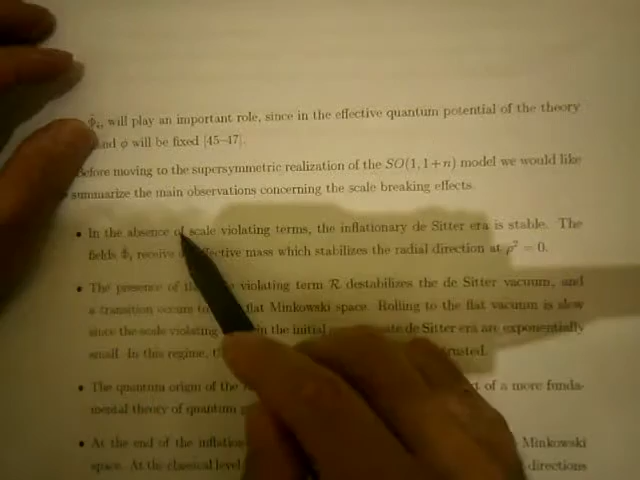 Φ̂ᵢ, will play an important role, since in the effective quantum potential of the theory
and φ will be fixed [45–47].
Before moving to the supersymmetric realization of the SO(1, 1+n) model we would like
summarize the main observations concerning the scale breaking effects.
• In the absence of scale violating terms, the inflationary de Sitter era is stable. The
fields Φ̂ᵢ receive effective mass which stabilizes the radial direction at ρ² = 0.
• The presence of violating term R destabilizes the de Sitter vacuum, and
a transition occurs to flat Minkowski space. Rolling to the flat vacuum is slow
since the scale violating in the initial de Sitter era are exponentially
small. In this regime,
• The quantum origin of the of a more funda-
mental theory of quantum
• At the end of the Minkowski
space. At the classical level directions